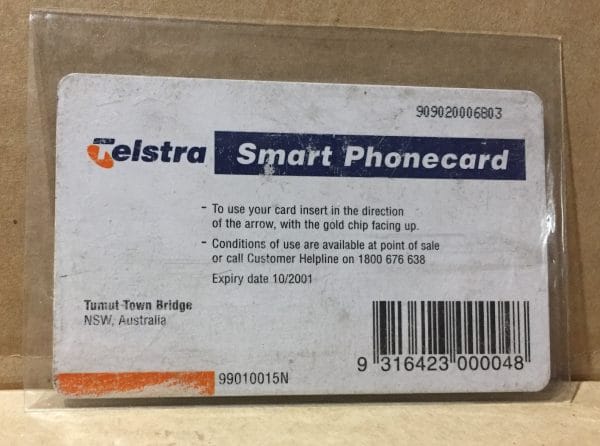 909020006803
Telstra Smart Phonecard
- To use your card insert in the direction
of the arrow, with the gold chip facing up.
- Conditions of use are available at point of sale
or call Customer Helpline on 1800 676 638
Expiry date 10/2001
Tumut Town Bridge
NSW, Australia
99010015N
9 316423 000048